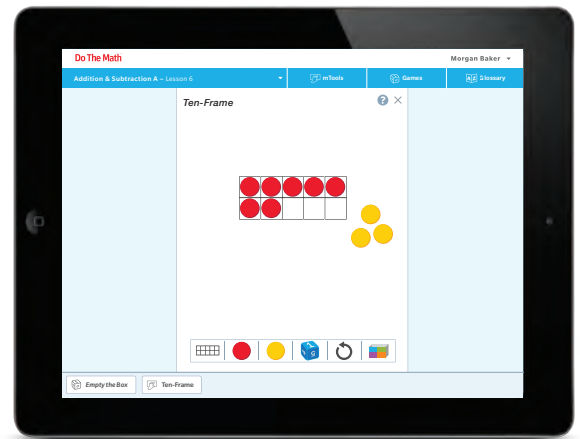 Do The Math
Morgan Baker
Addition & Subtraction A – Lesson 6
mTools
Games
Glossary
Ten-Frame
Empty the Box
Ten-Frame